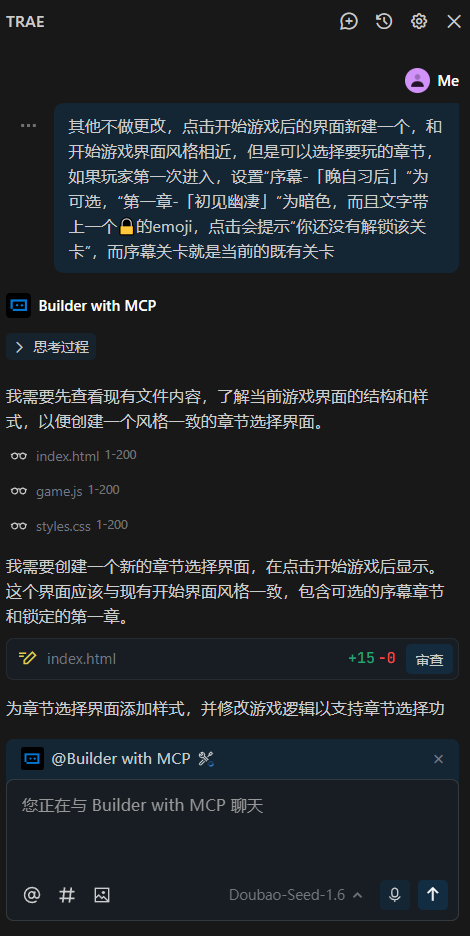 TRAE
Me
其他不做更改，点击开始游戏后的界面新建一个，和
开始游戏界面风格相近，但是可以选择要玩的章节，
如果玩家第一次进入，设置“序幕-「晚自习后」”为
可选，“第一章-「初见幽凄」”为暗色，而且文字带
上一个🔒的emoji，点击会提示“你还没有解锁该关
卡”，而序幕关卡就是当前的既有关卡
Builder with MCP
思考过程
我需要先查看现有文件内容，了解当前游戏界面的结构和样
式，以便创建一个风格一致的章节选择界面。
index.html 1-200
game.js 1-200
styles.css 1-200
我需要创建一个新的章节选择界面，在点击开始游戏后显示。
这个界面应该与现有开始界面风格一致，包含可选的序幕章节
和锁定的第一章。
index.html +15 -0 审查
为章节选择界面添加样式，并修改游戏逻辑以支持章节选择功
@Builder with MCP 🛠️
您正在与 Builder with MCP 聊天
Doubao-Seed-1.6